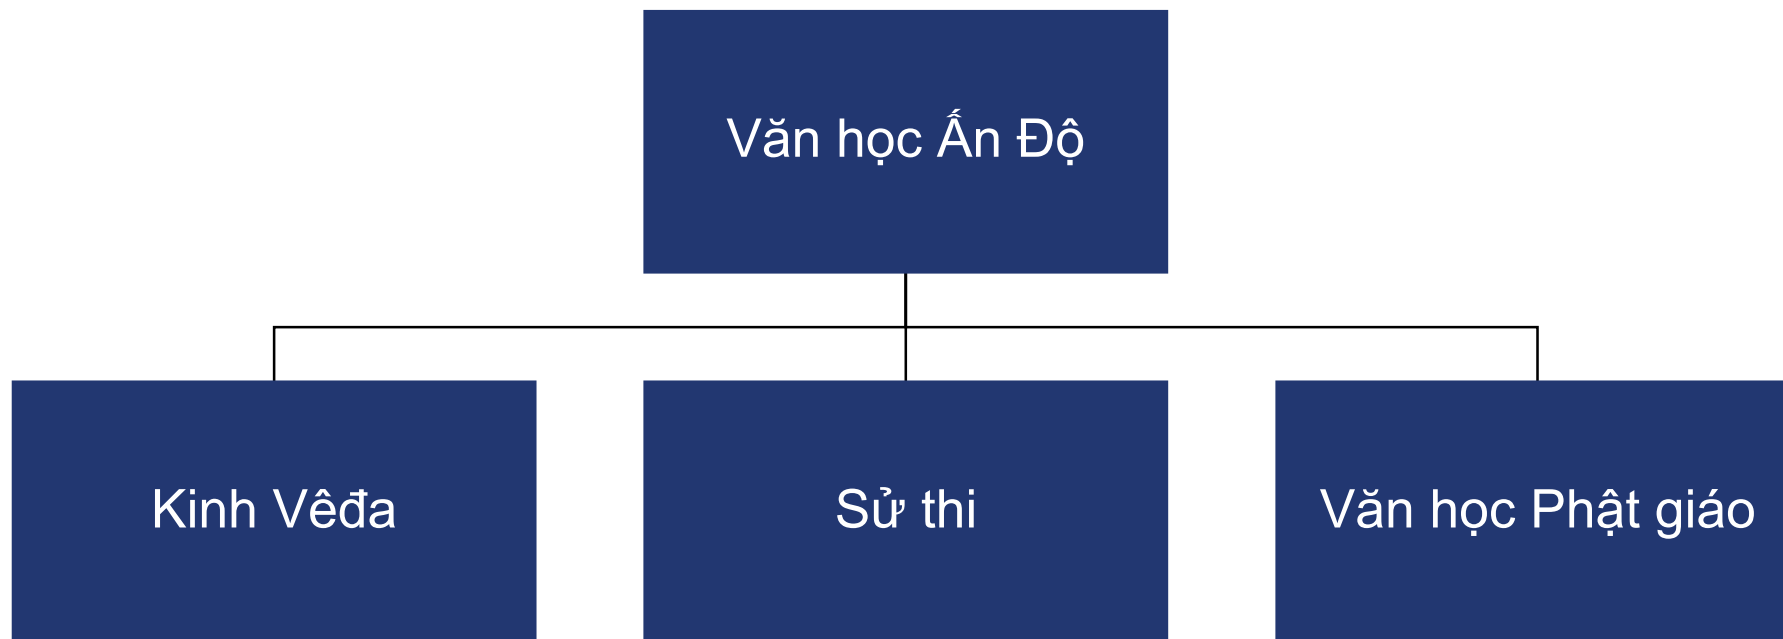 Văn học Ấn Độ
Kinh Vêđa
Sử thi
Văn học Phật giáo